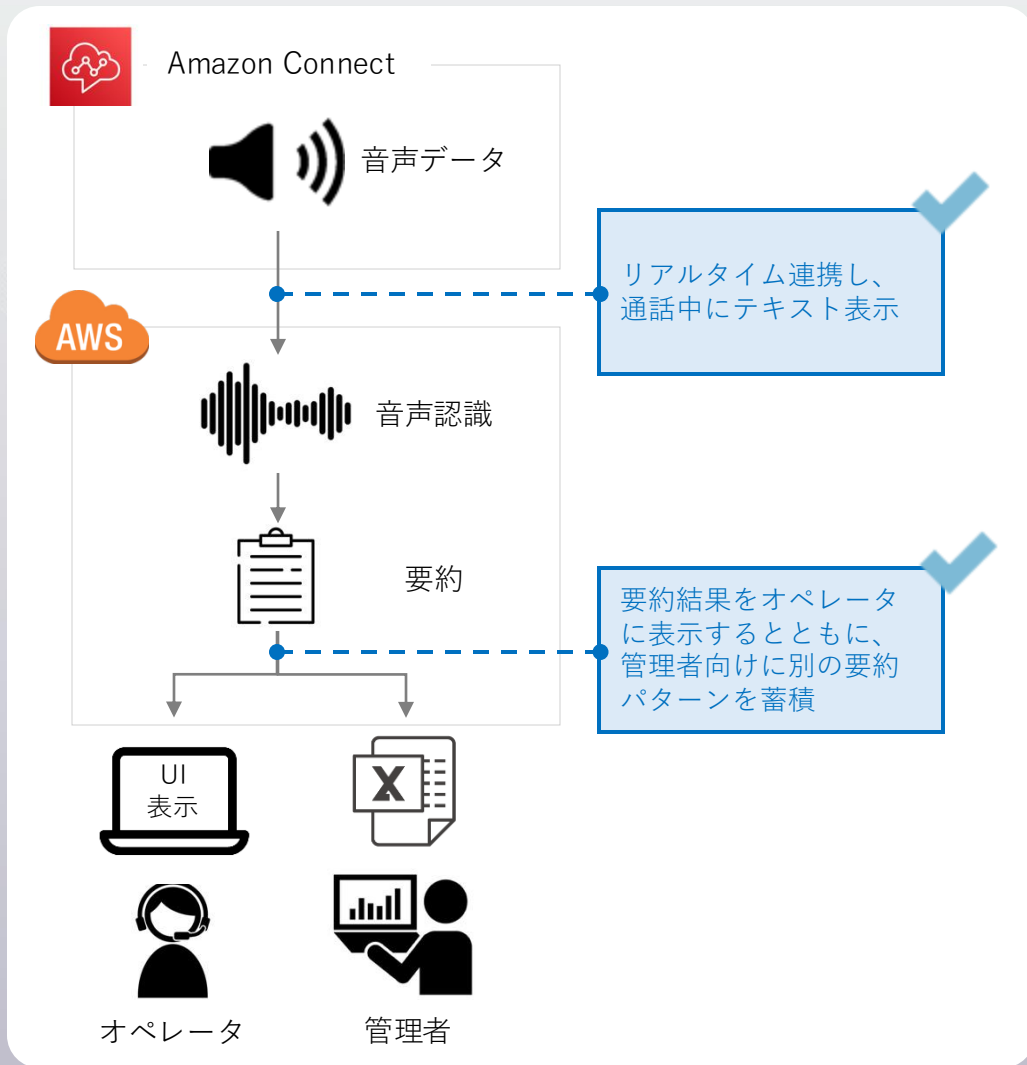 Amazon Connect
音声データ
リアルタイム連携し、
通話中にテキスト表示
AWS
音声認識
要約
要約結果をオペレータ
に表示するとともに、
管理者向けに別の要約
パターンを蓄積
UI
表示
X
オペレータ
管理者